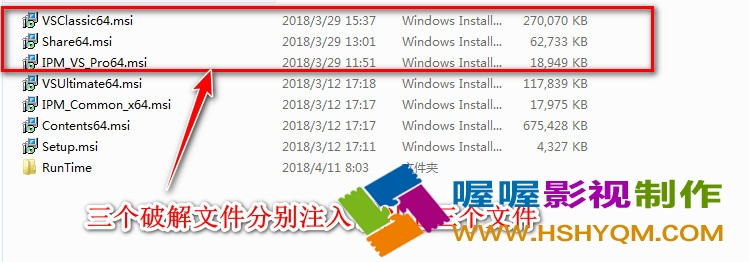 VSClassic64.msi 2018/3/29 15:37 Windows Install... 270,070 KB
Share64.msi 2018/3/29 13:01 Windows Install... 62,733 KB
IPM_VS_Pro64.msi 2018/3/29 11:51 Windows Install... 18,949 KB
VSUltimate64.msi 2018/3/12 17:18 Windows Install... 117,839 KB
IPM_Common_x64.msi 2018/3/12 17:17 Windows Install... 17,975 KB
Contents64.msi 2018/3/12 17:17 Windows Install... 675,428 KB
Setup.msi 2018/3/12 17:11 Windows Install... 4,327 KB
RunTime 2018/4/11 8:03 文件夹
三个破解文件分别注入 三个文件
喔喔影视制作
WWW.HSHYQM.COM